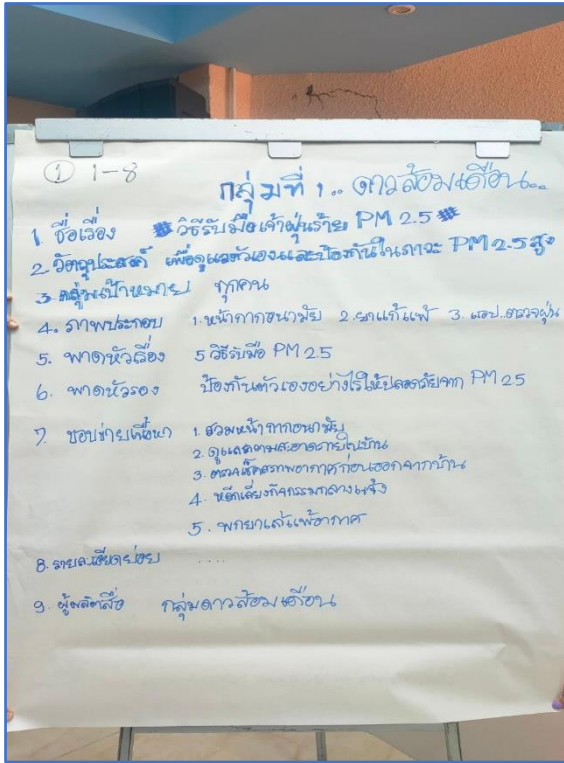 ① 1-8
กลุ่มที่ 1.. ดาวล้อมเดือน..
1. ชื่อเรื่อง # วิธีรับมือเจ้าฝุ่นร้าย PM 2.5 #
2. วัตถุประสงค์ เพื่อดูแลตัวเองและป้องกันในภาวะ PM 2.5 สูง
3. กลุ่มเป้าหมาย ทุกคน
4. ภาพประกอบ 1. หน้ากากอนามัย 2. ยาแก้แพ้ 3. แอป.ตรวจฝุ่น
5. พาดหัวเรื่อง 5 วิธีรับมือ PM 2.5
6. พาดหัวรอง ป้องกันตัวเองอย่างไรให้ปลอดภัยจาก PM 2.5
7. ขอบข่ายเนื้อหา 1. สวมหน้ากากอนามัย
2. ดูแลความสะอาดภายในบ้าน
3. ตรวจเช็คสภาพอากาศก่อนออกจากบ้าน
4. หลีกเลี่ยงกิจกรรมกลางแจ้ง
5. พกยาแก้แพ้อากาศ
8. รายละเอียดย่อย ....
9. ผู้ผลิตสื่อ กลุ่มดาวล้อมเดือน